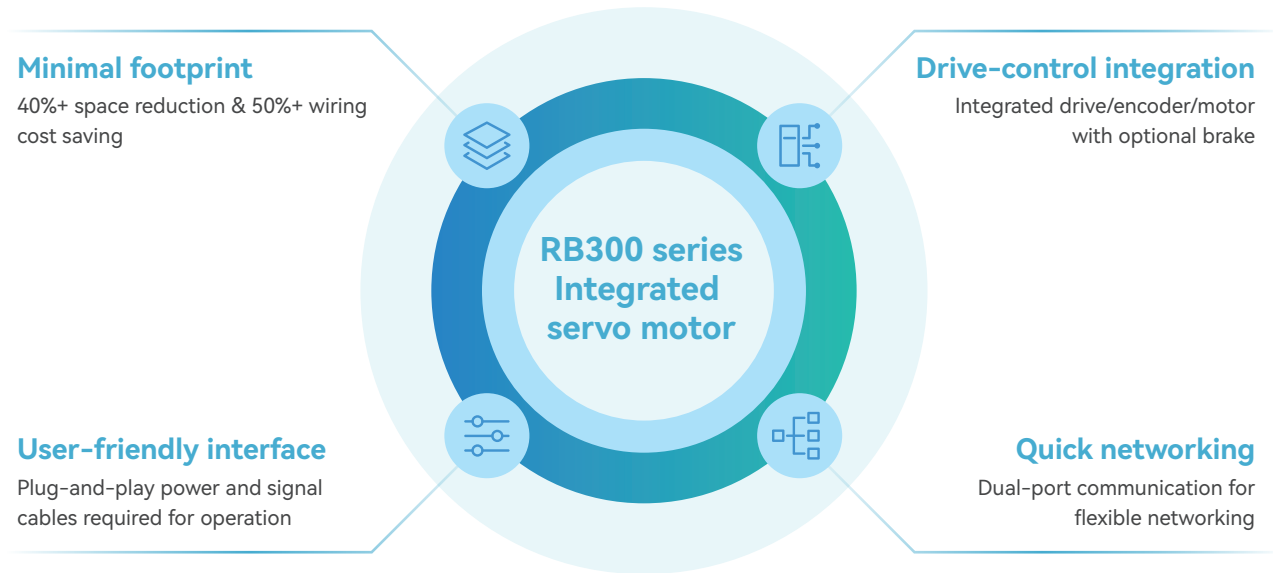 Minimal footprint
40%+ space reduction & 50%+ wiring
cost saving
Drive-control integration
Integrated drive/encoder/motor
with optional brake
RB300 series
Integrated
servo motor
User-friendly interface
Plug-and-play power and signal
cables required for operation
Quick networking
Dual-port communication for
flexible networking